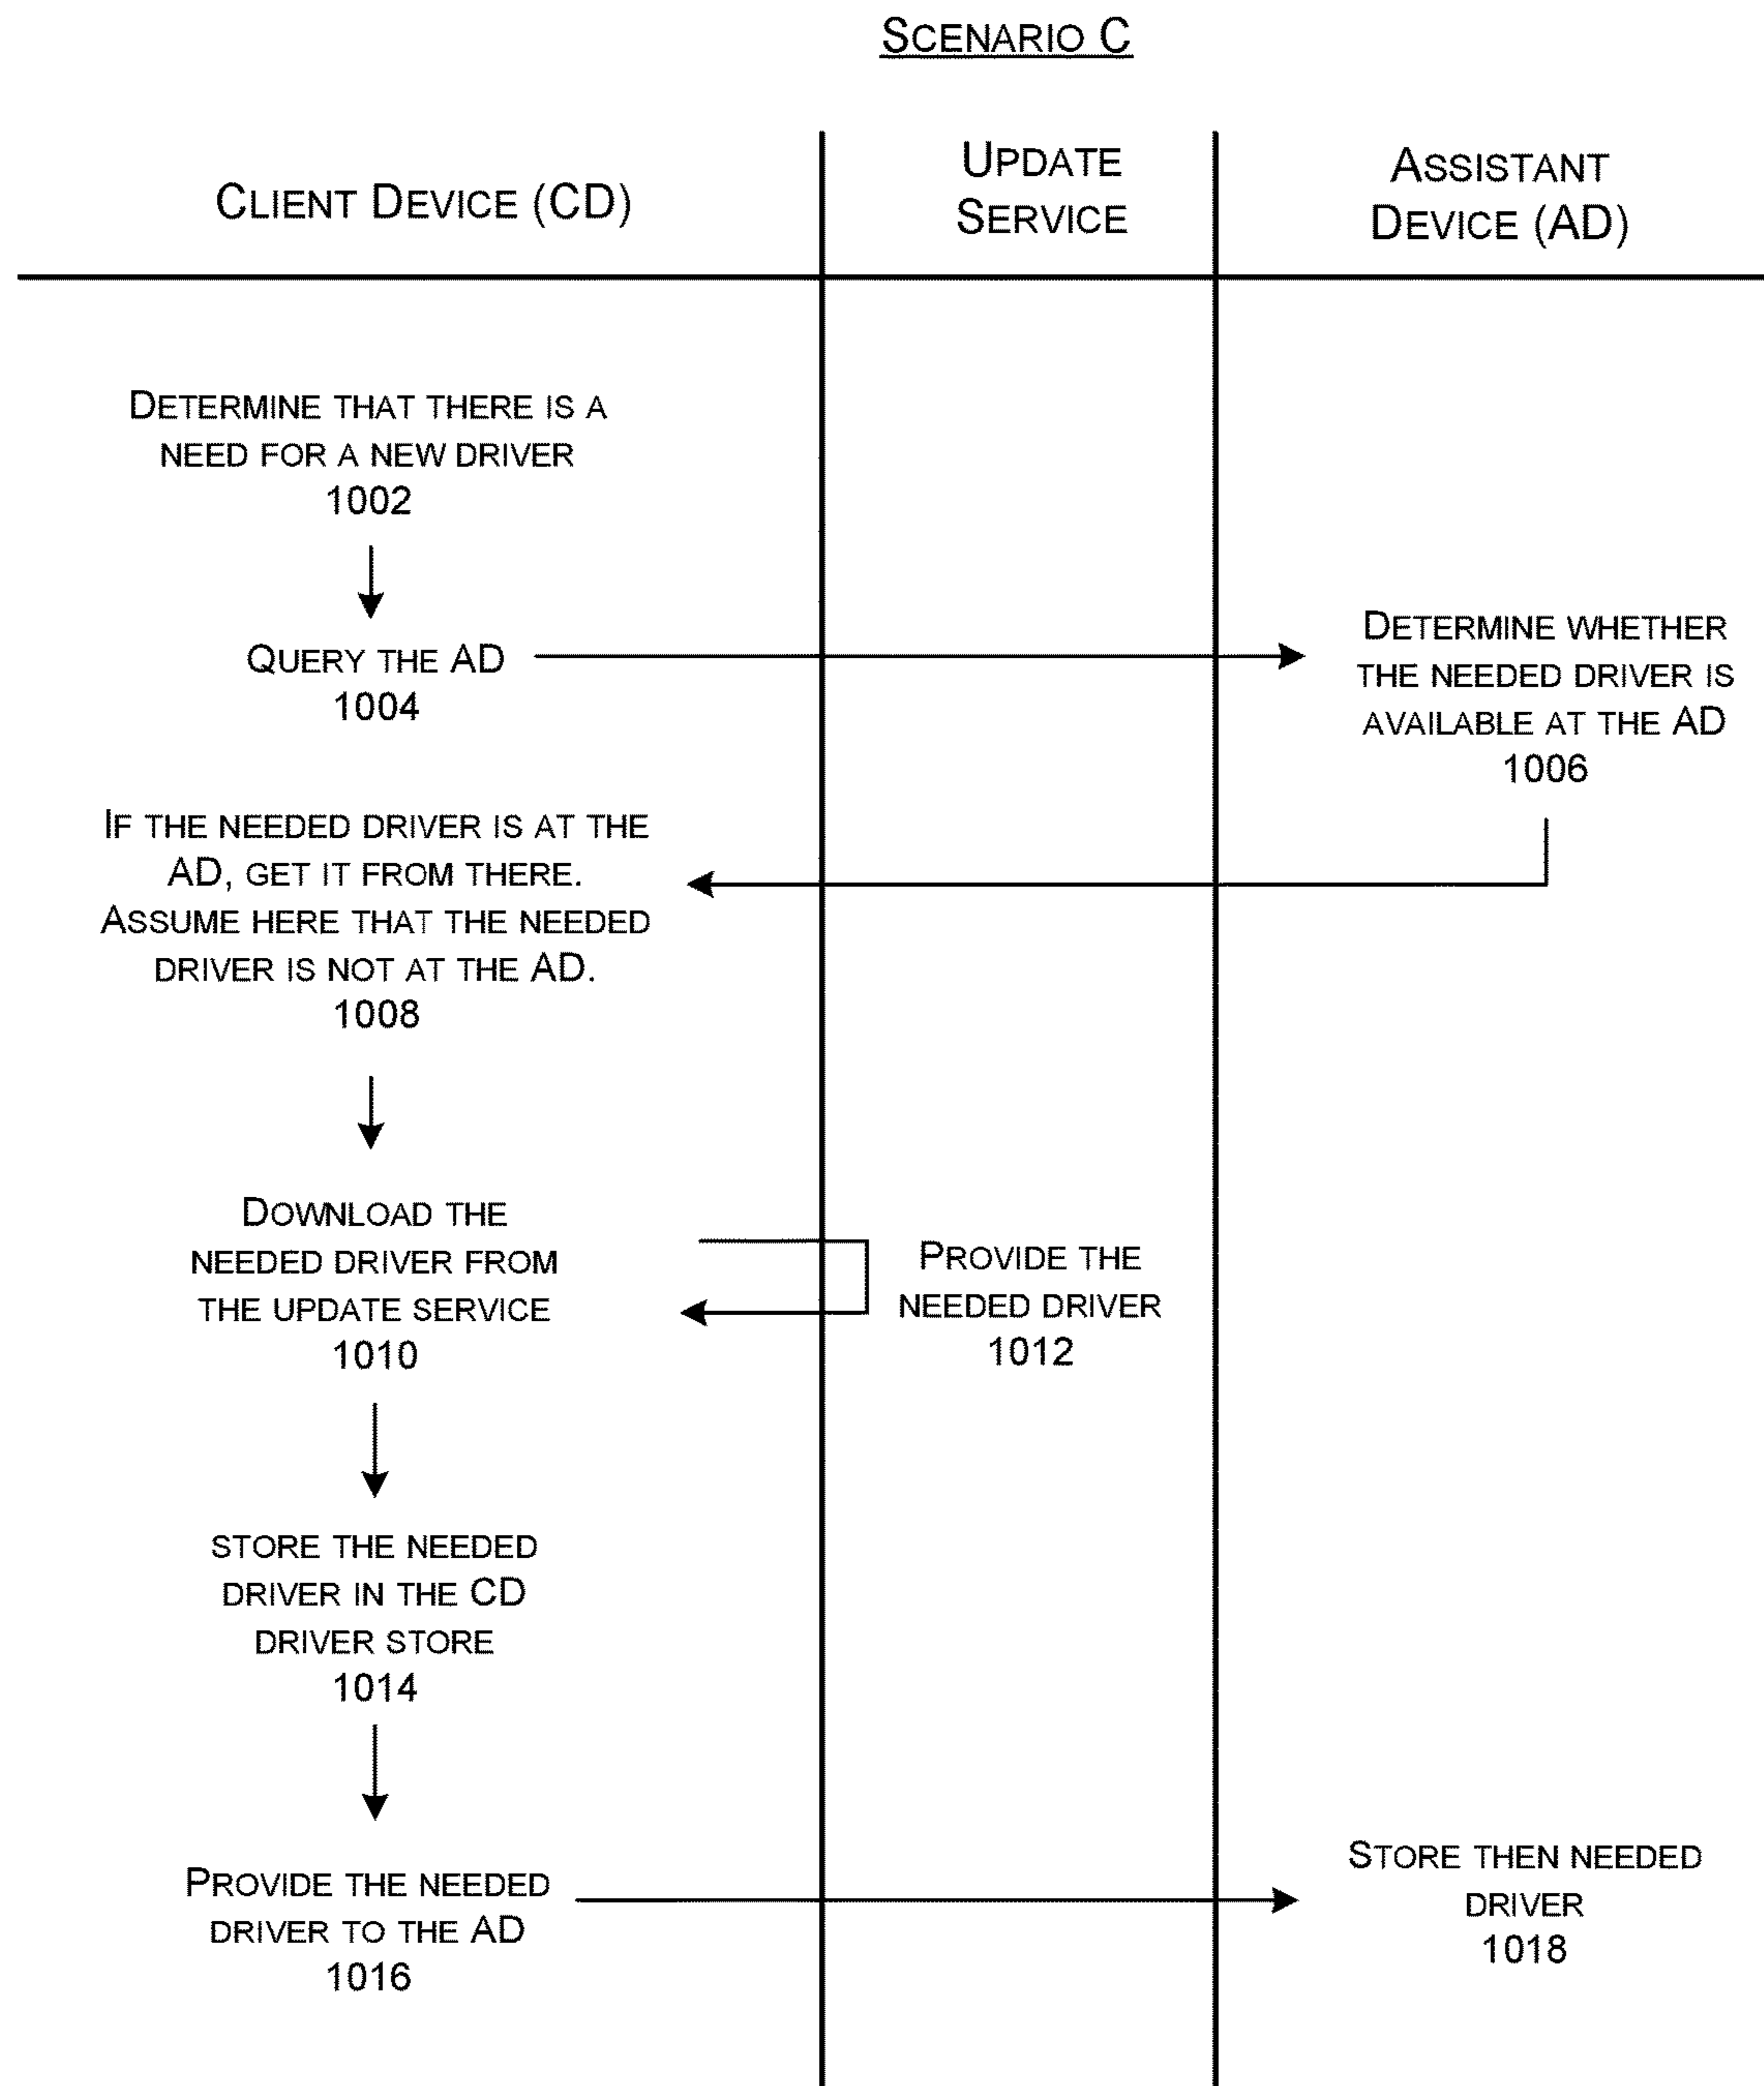 SCENARIO C
CLIENT DEVICE (CD)
UPDATE
SERVICE
ASSISTANT
DEVICE (AD)
DETERMINE THAT THERE IS A
NEED FOR A NEW DRIVER
1002
QUERY THE AD
1004
DETERMINE WHETHER
THE NEEDED DRIVER IS
AVAILABLE AT THE AD
1006
IF THE NEEDED DRIVER IS AT THE
AD, GET IT FROM THERE.
ASSUME HERE THAT THE NEEDED
DRIVER IS NOT AT THE AD.
1008
DOWNLOAD THE
NEEDED DRIVER FROM
THE UPDATE SERVICE
1010
PROVIDE THE
NEEDED DRIVER
1012
STORE THE NEEDED
DRIVER IN THE CD
DRIVER STORE
1014
PROVIDE THE NEEDED
DRIVER TO THE AD
1016
STORE THEN NEEDED
DRIVER
1018